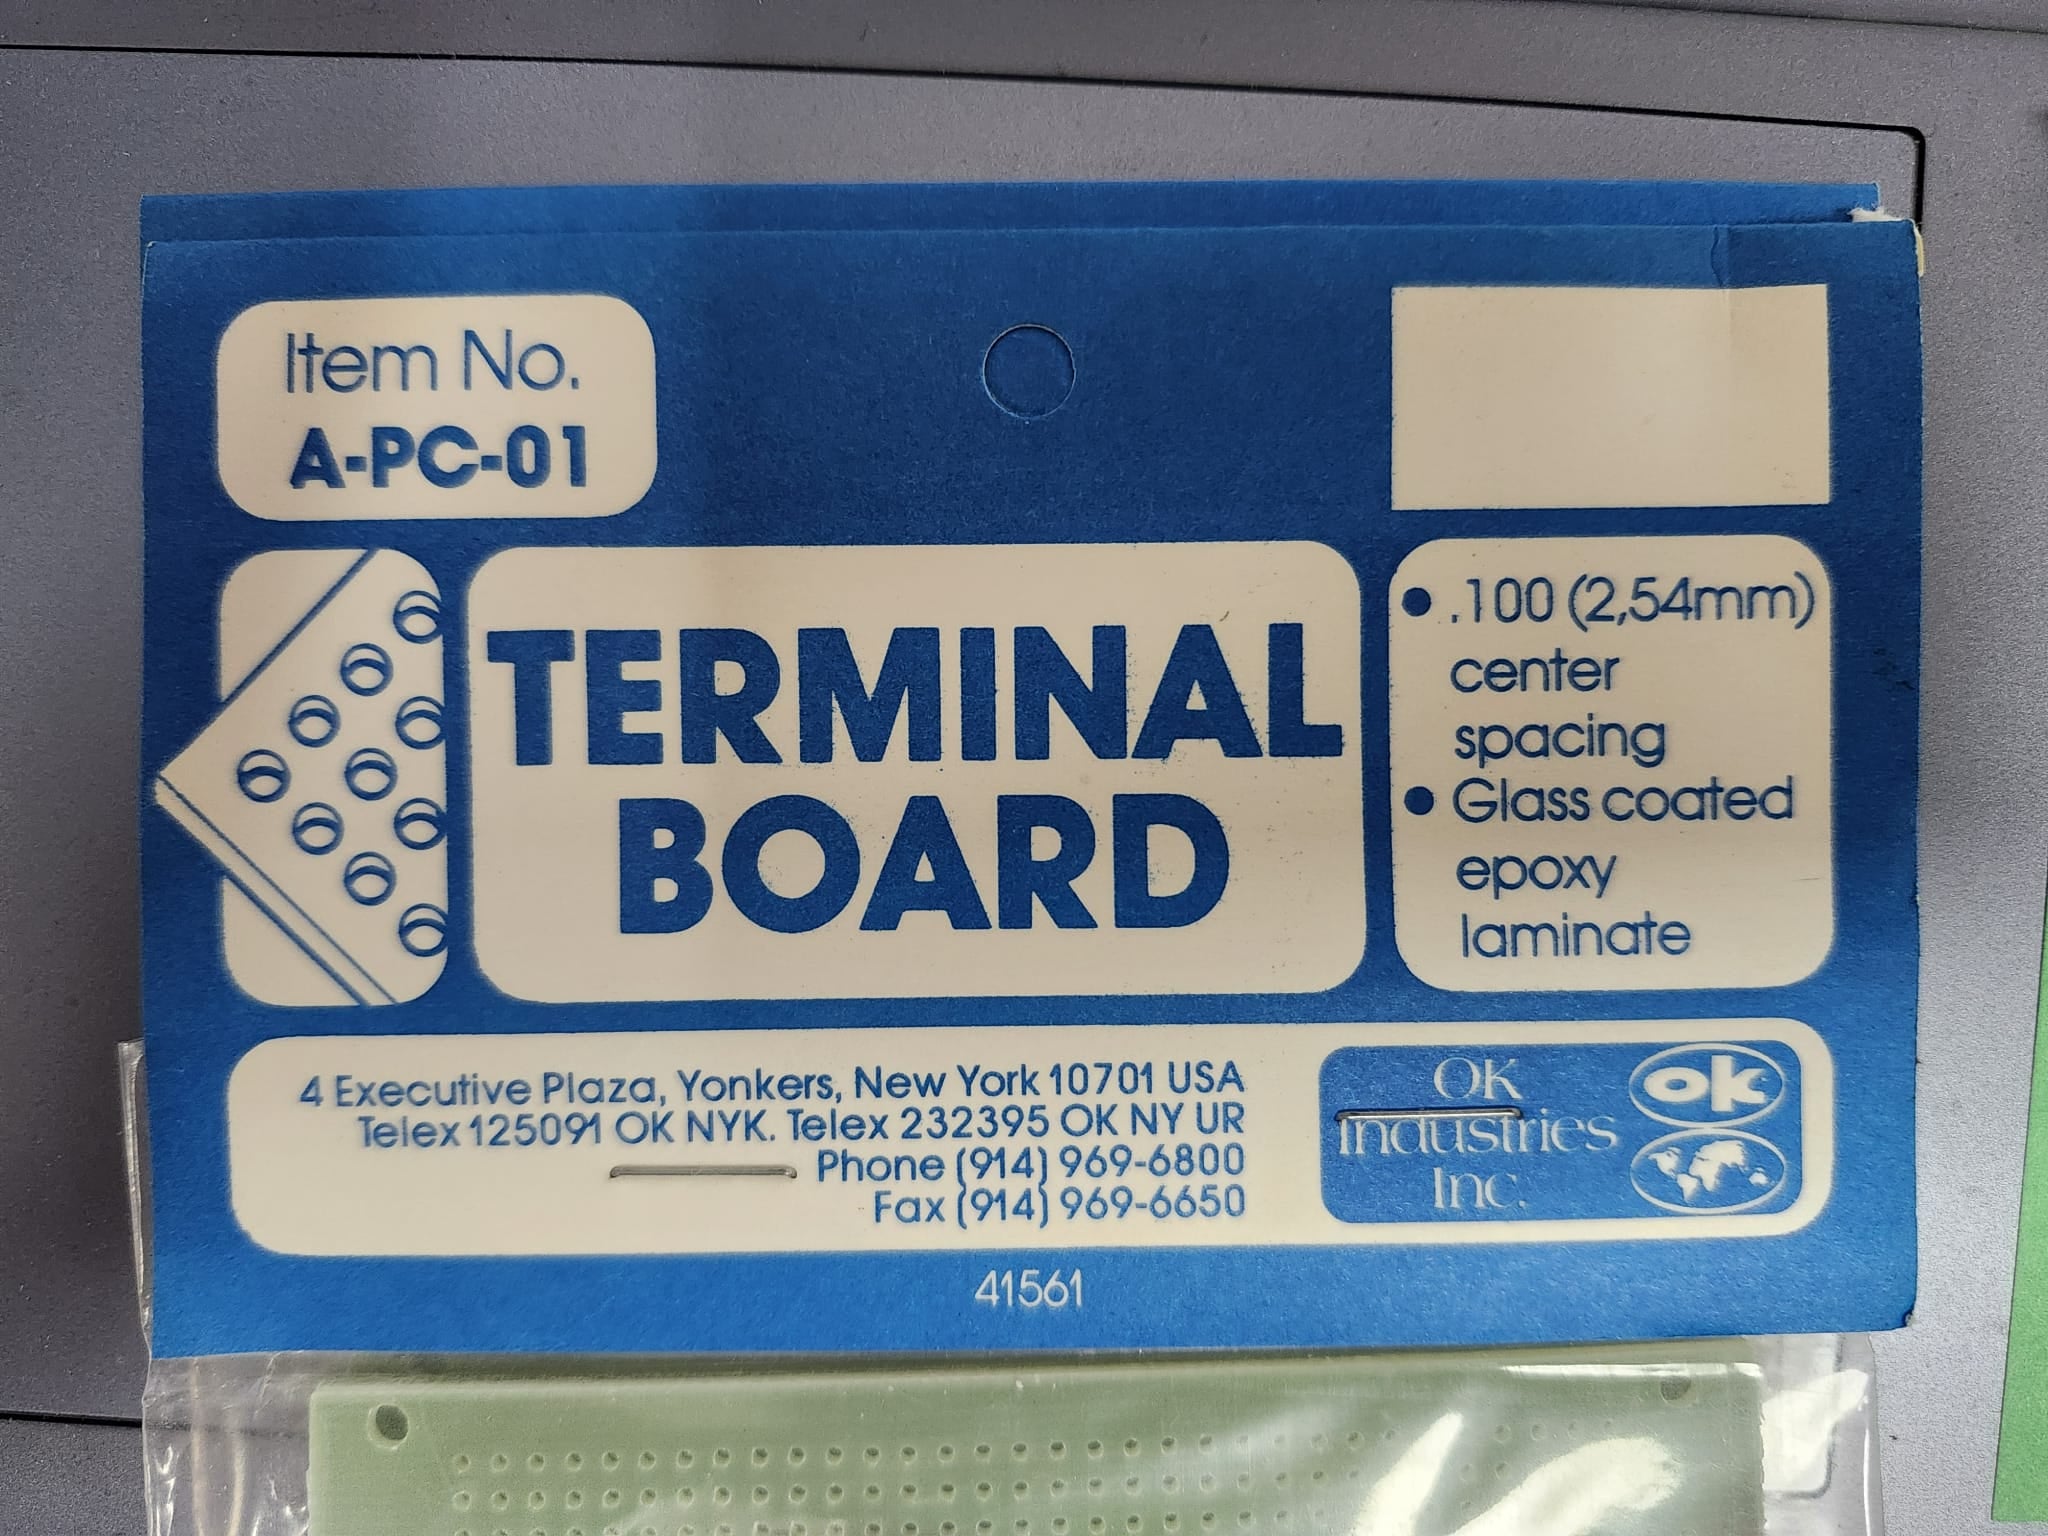 Item No.
A-PC-01
TERMINAL
BOARD
• .100 (2,54mm)
center
spacing
• Glass coated
epoxy
laminate
4 Executive Plaza, Yonkers, New York 10701 USA
Telex 125091 OK NYK. Telex 232395 OK NY UR
Phone (914) 969-6800
Fax (914) 969-6650
OK
Industries
Inc.
ok
41561